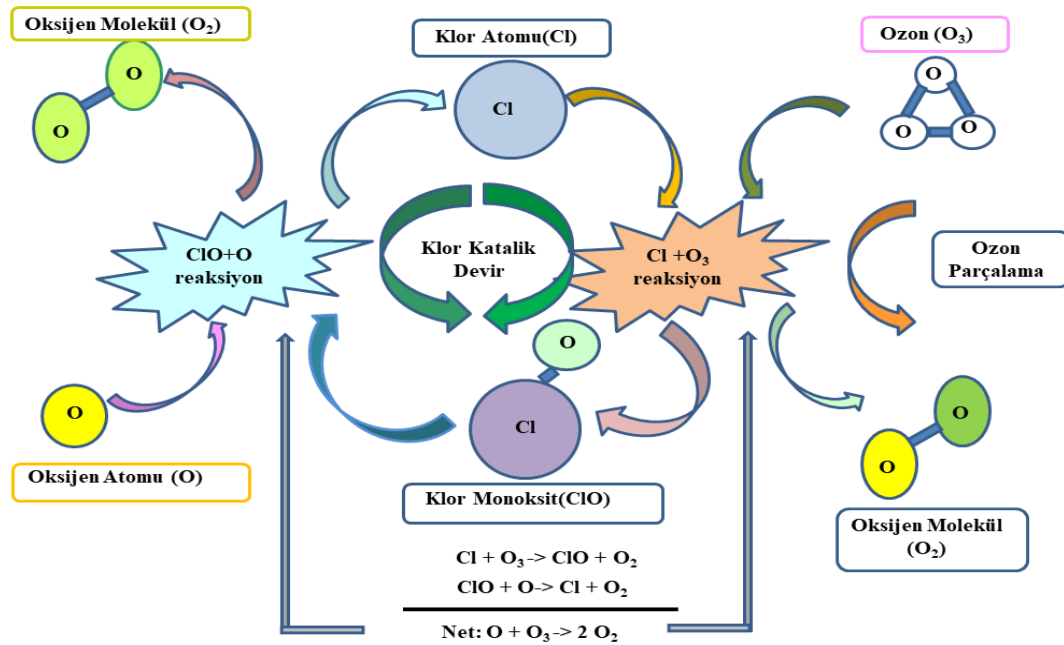 Oksijen Molekül (O₂)
O
O
Klor Atomu(Cl)
Cl
Ozon (O₃)
O
O
O
ClO+O
reaksiyon
Klor Katalik
Devir
Cl +O₃
reaksiyon
Ozon
Parçalama
O
Oksijen Atomu (O)
O
Cl
Klor Monoksit(ClO)
O
O
Oksijen Molekül
(O₂)
Cl + O₃-> ClO + O₂
ClO + O-> Cl + O₂
Net: O + O₃-> 2 O₂